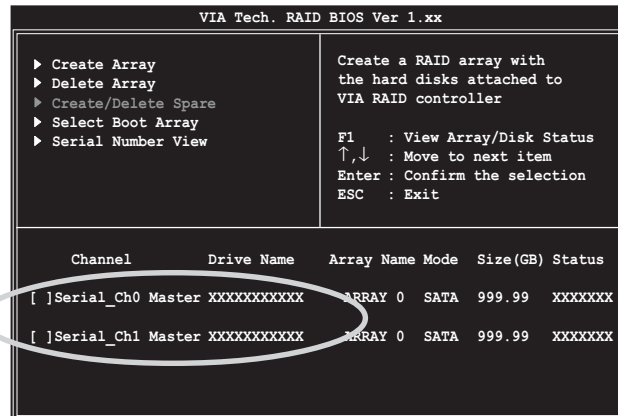 VIA Tech. RAID BIOS Ver 1.xx
Create Array
Delete Array
Create/Delete Spare
Select Boot Array
Serial Number View
Create a RAID array with
the hard disks attached to
VIA RAID controller
F1 : View Array/Disk Status
↑,↓ : Move to next item
Enter : Confirm the selection
ESC : Exit
Channel Drive Name Array Name Mode Size(GB) Status
[ ]Serial_Ch0 Master XXXXXXXXXXX ARRAY 0 SATA 999.99 XXXXXXX
[ ]Serial_Ch1 Master XXXXXXXXXXX ARRAY 0 SATA 999.99 XXXXXXX